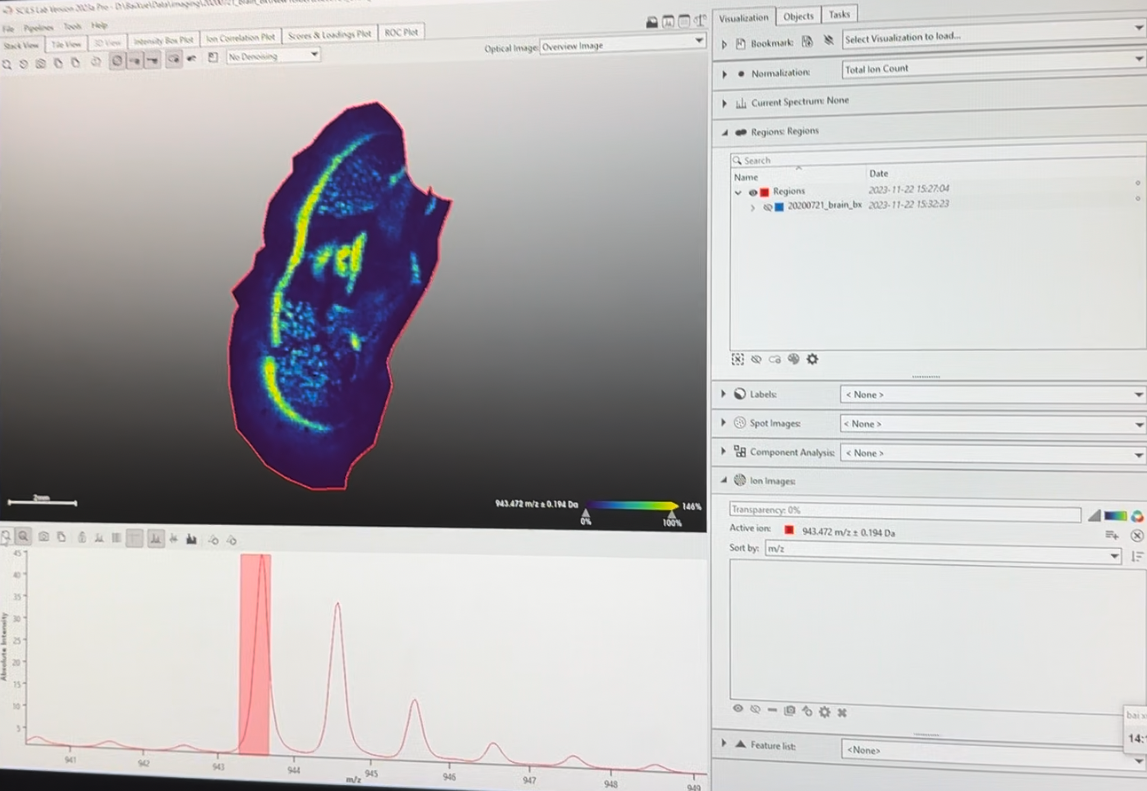 SCiLS Lab Version 2023a Pro - D:\Backue\Data\imaging\
File Pipelines Tools Help
Stack View Tile View 3D View Intensity Box Plot Ion Correlation Plot Scores & Loadings Plot ROC Plot
No Denoising
Optical Image: Overview Image
2mm
943.472 m/z ± 0.194 Da
146%
0%
100%
Visualization Objects Tasks
Bookmark: Select Visualization to load...
Normalization: Total Ion Count
Current Spectrum: None
Regions: Regions
Search
Name Date
Regions 2023-11-22 15:27:04
20200721_brain_bx 2023-11-22 15:32:23
Labels: < None >
Spot Images: < None >
Component Analysis: < None >
Ion Images:
Transparency: 0%
Active ion: 943.472 m/z ± 0.194 Da
Sort by: m/z
Feature list: <None>
14:
Absolute Intensity
45
40
35
30
25
20
15
10
5
941 942 943 944 945 946 947 948 949
m/z